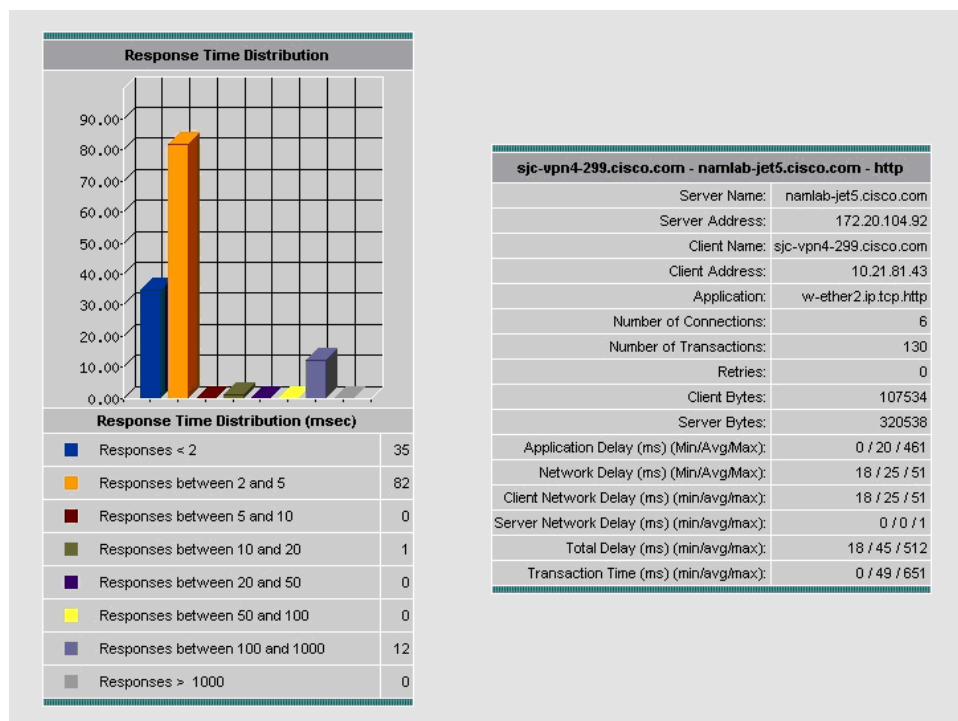 Response Time Distribution
90.00
80.00
70.00
60.00
50.00
40.00
30.00
20.00
10.00
0.00
Response Time Distribution (msec)
Responses < 2 35
Responses between 2 and 5 82
Responses between 5 and 10 0
Responses between 10 and 20 1
Responses between 20 and 50 0
Responses between 50 and 100 0
Responses between 100 and 1000 12
Responses > 1000 0
sjc-vpn4-299.cisco.com - namlab-jet5.cisco.com - http
Server Name: namlab-jet5.cisco.com
Server Address: 172.20.104.92
Client Name: sjc-vpn4-299.cisco.com
Client Address: 10.21.81.43
Application: w-ether2.ip.tcp.http
Number of Connections: 6
Number of Transactions: 130
Retries: 0
Client Bytes: 107534
Server Bytes: 320538
Application Delay (ms) (Min/Avg/Max): 0 / 20 / 461
Network Delay (ms) (Min/Avg/Max): 18 / 25 / 51
Client Network Delay (ms) (min/avg/max): 18 / 25 / 51
Server Network Delay (ms) (min/avg/max): 0 / 0 / 1
Total Delay (ms) (min/avg/max): 18 / 45 / 512
Transaction Time (ms) (min/avg/max): 0 / 49 / 651